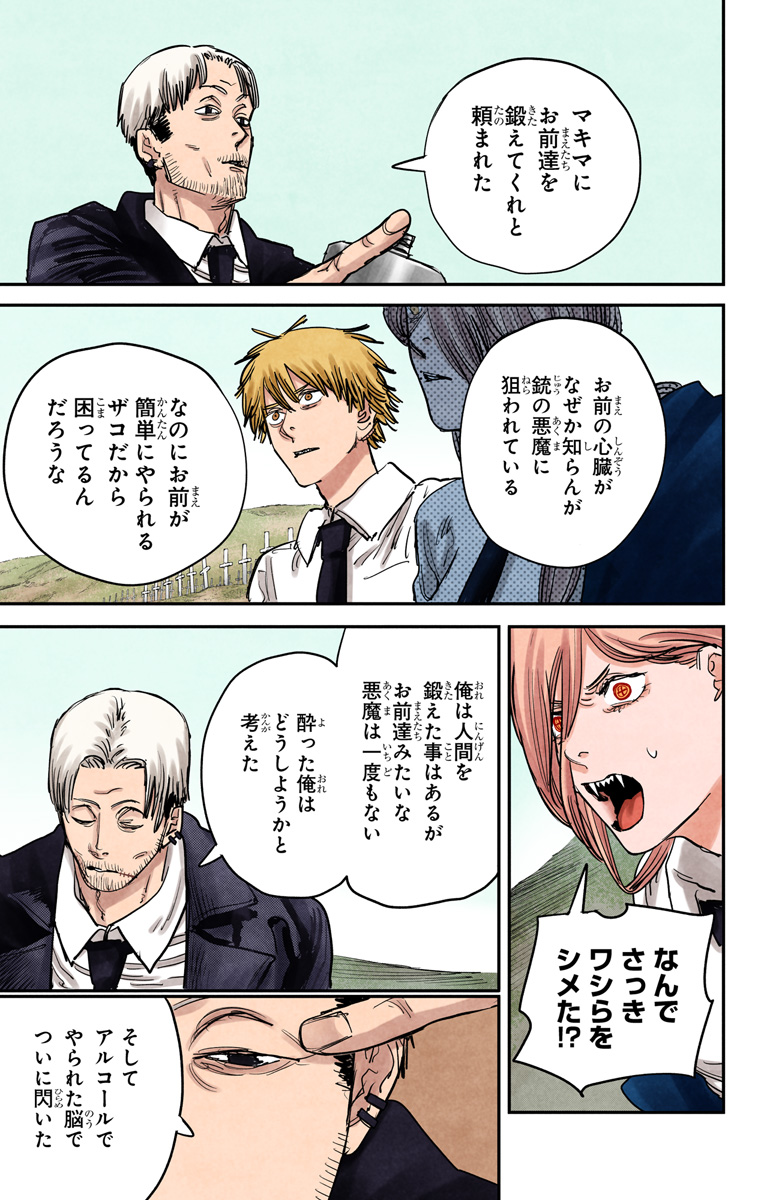 マキマに
お前達を
鍛えてくれと
頼まれた
お前の心臓が
なぜか知らんが
銃の悪魔に
狙われている
なのにお前が
簡単にやられる
ザコだから
困ってるん
だろうな
なんで
さっき
ワシらを
シメた!?
俺は人間を
鍛えた事はあるが
お前達みたいな
悪魔は一度もない
酔った俺は
どうしようかと
考えた
そして
アルコールで
やられた脳で
ついに閃いた